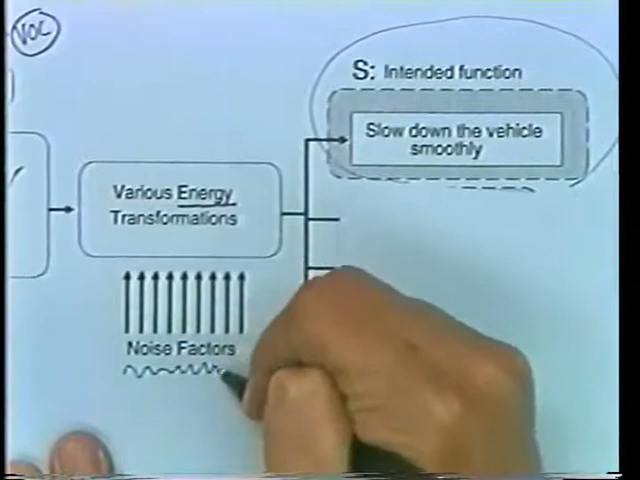 VOC
S: Intended function
Slow down the vehicle
smoothly
Various Energy
Transformations
Noise Factors